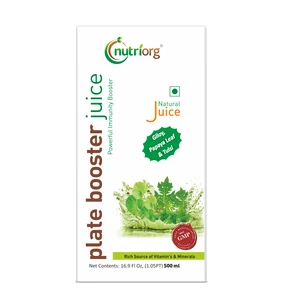 nutriorg®
plate booster juice
Powerful Immunity Booster
Natural
Juice
Giloy,
Papaya Leaf
& Tulsi
GMP
Rich Source of Vitamin's & Minerals
Net Contents: 16.9 Fl Oz, (1.05PT) 500 ml